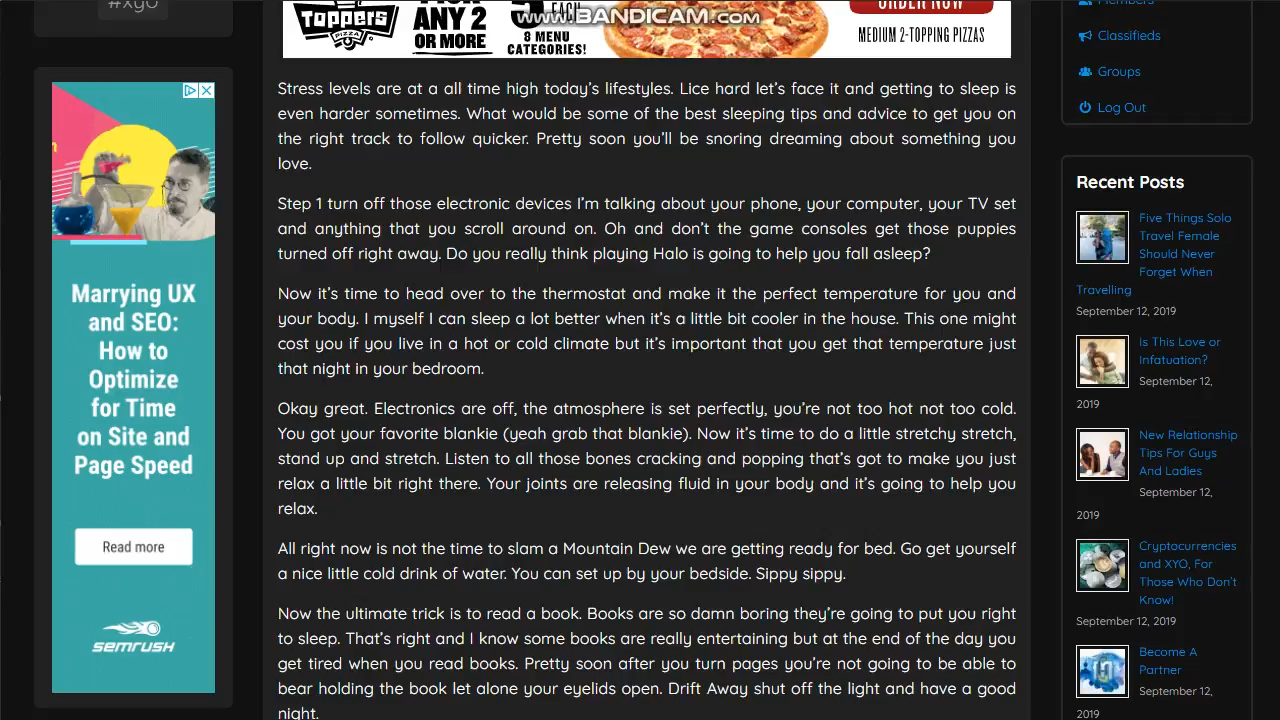 #xyo
TOPPERS
PIZZA
ANY 2
OR MORE
EACH
8 MENU
CATEGORIES!
www.BANDICAM.com
ORDER NOW
MEDIUM 2-TOPPING PIZZAS
Members
Classifieds
Groups
Log Out
Marrying UX
and SEO:
How to
Optimize
for Time
on Site and
Page Speed
Read more
SEMRUSH
Stress levels are at a all time high today's lifestyles. Lice hard let's face it and getting to sleep is
even harder sometimes. What would be some of the best sleeping tips and advice to get you on
the right track to follow quicker. Pretty soon you'll be snoring dreaming about something you
love.
Step 1 turn off those electronic devices I'm talking about your phone, your computer, your TV set
and anything that you scroll around on. Oh and don't the game consoles get those puppies
turned off right away. Do you really think playing Halo is going to help you fall asleep?
Now it's time to head over to the thermostat and make it the perfect temperature for you and
your body. I myself I can sleep a lot better when it's a little bit cooler in the house. This one might
cost you if you live in a hot or cold climate but it's important that you get that temperature just
that night in your bedroom.
Okay great. Electronics are off, the atmosphere is set perfectly, you're not too hot not too cold.
You got your favorite blankie (yeah grab that blankie). Now it's time to do a little stretchy stretch,
stand up and stretch. Listen to all those bones cracking and popping that's got to make you just
relax a little bit right there. Your joints are releasing fluid in your body and it's going to help you
relax.
All right now is not the time to slam a Mountain Dew we are getting ready for bed. Go get yourself
a nice little cold drink of water. You can set up by your bedside. Sippy sippy.
Now the ultimate trick is to read a book. Books are so damn boring they're going to put you right
to sleep. That's right and I know some books are really entertaining but at the end of the day you
get tired when you read books. Pretty soon after you turn pages you're not going to be able to
bear holding the book let alone your eyelids open. Drift Away shut off the light and have a good
night.
Recent Posts
Five Things Solo
Travel Female
Should Never
Forget When
Travelling
September 12, 2019
Is This Love or
Infatuation?
September 12,
2019
New Relationship
Tips For Guys
And Ladies
September 12,
2019
Cryptocurrencies
and XYO, For
Those Who Don't
Know!
September 12, 2019
Become A
Partner
September 12,
2019